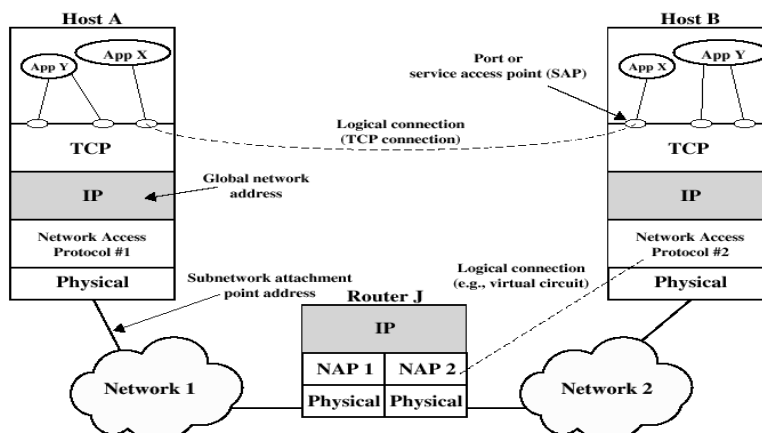 Host A
Host B
App X
App Y
Port or
service access point (SAP)
App X
App Y
Logical connection
(TCP connection)
TCP
TCP
Global network
address
IP
IP
Network Access
Protocol #1
Network Access
Protocol #2
Physical
Subnetwork attachment
point address
Logical connection
(e.g., virtual circuit)
Physical
Router J
IP
NAP 1
NAP 2
Physical
Physical
Network 1
Network 2